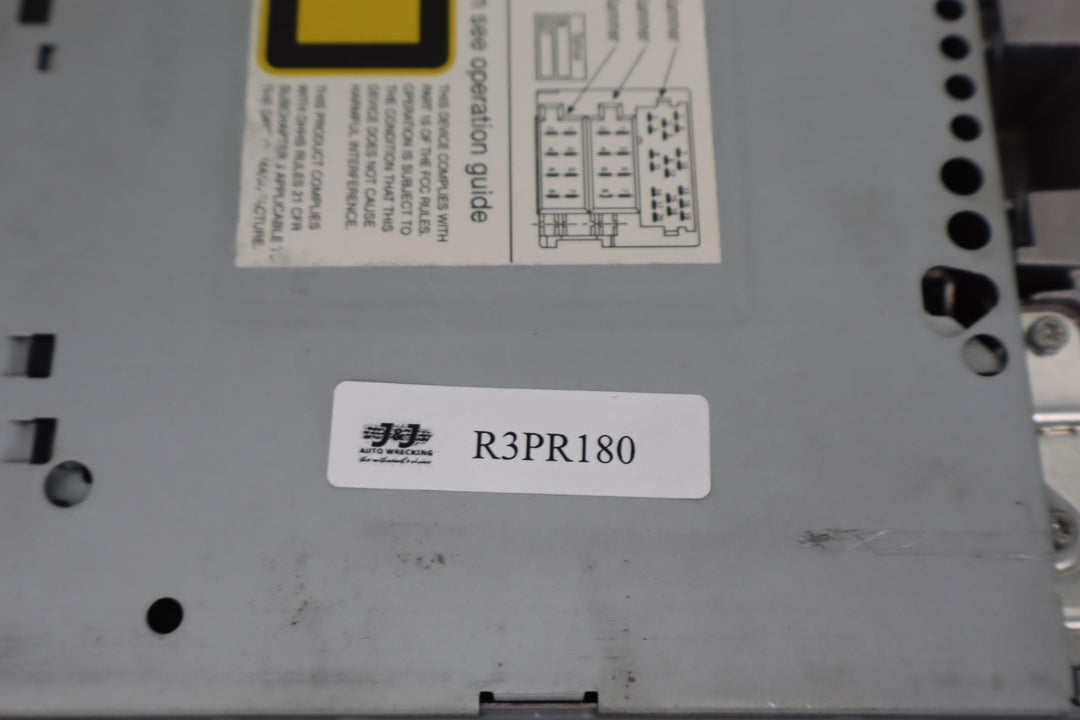 see operation guide
THIS DEVICE COMPLIES WITH
PART 15 OF THE FCC RULES.
OPERATION IS SUBJECT TO
THE CONDITION THAT THIS
DEVICE DOES NOT CAUSE
HARMFUL INTERFERENCE.
THIS PRODUCT COMPLIES
WITH DHHS RULES 21 CFR
SUBCHAPTER J APPLICABLE
J&J
AUTO WRECKING
R3PR180